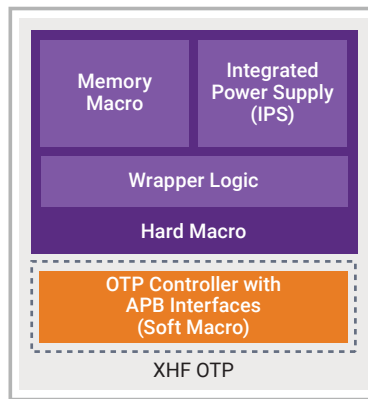 Memory
Macro
Integrated
Power Supply
(IPS)
Wrapper Logic
Hard Macro
OTP Controller with
APB Interfaces
(Soft Macro)
XHF OTP